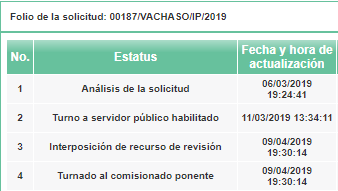 Folio de la solicitud: 00187/VACHASO/IP/2019
No. Estatus Fecha y hora de
actualización
1 Análisis de la solicitud 06/03/2019
19:24:41
2 Turno a servidor público habilitado 11/03/2019 13:34:11
3 Interposición de recurso de revisión 09/04/2019
19:30:14
4 Turnado al comisionado ponente 09/04/2019
19:30:14